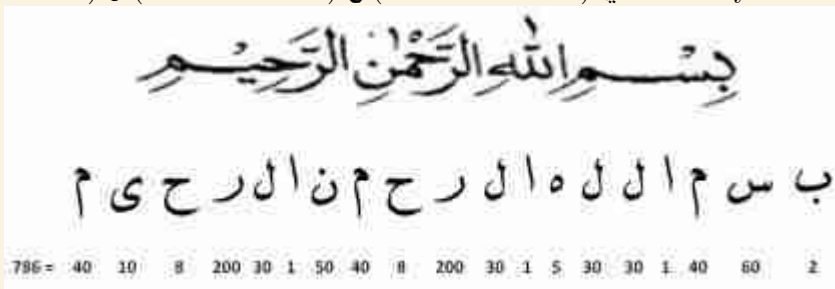 بِسْمِ اللهِ الرَّحْمٰنِ الرَّحِيْمِ
ب س م ا ل ل ه ا ل ر ح م ن ا ل ر ح ی م
786 = 40 10 8 200 30 1 50 40 8 200 30 1 5 30 30 1 40 60 2